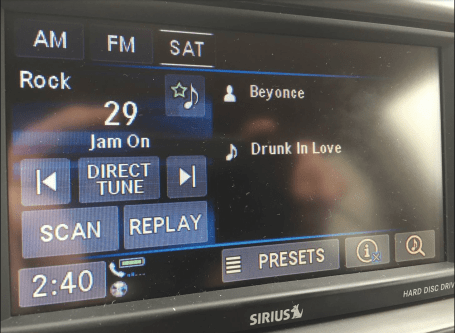 AM FM SAT
Rock
29
Jam On
Beyonce
Drunk In Love
DIRECT
TUNE
SCAN REPLAY
PRESETS
2:40
HARD DISC DRIV
SIRIUS